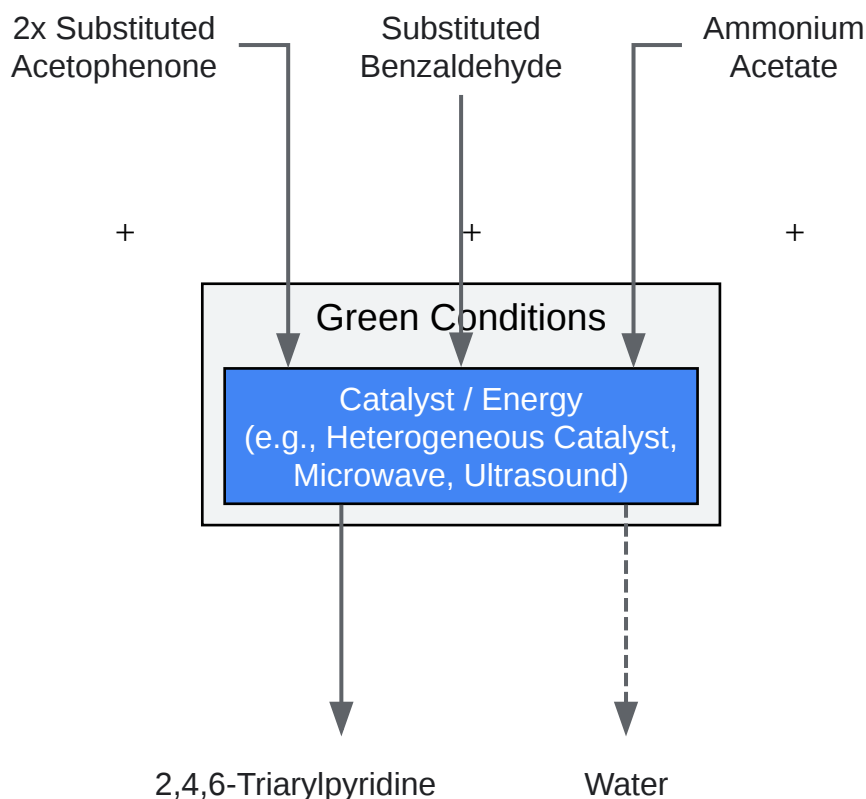 2x Substituted
Acetophenone
Substituted
Benzaldehyde
Ammonium
Acetate
+
+
+
Green Conditions
Catalyst / Energy
(e.g., Heterogeneous Catalyst,
Microwave, Ultrasound)
2,4,6-Triarylpyridine
Water